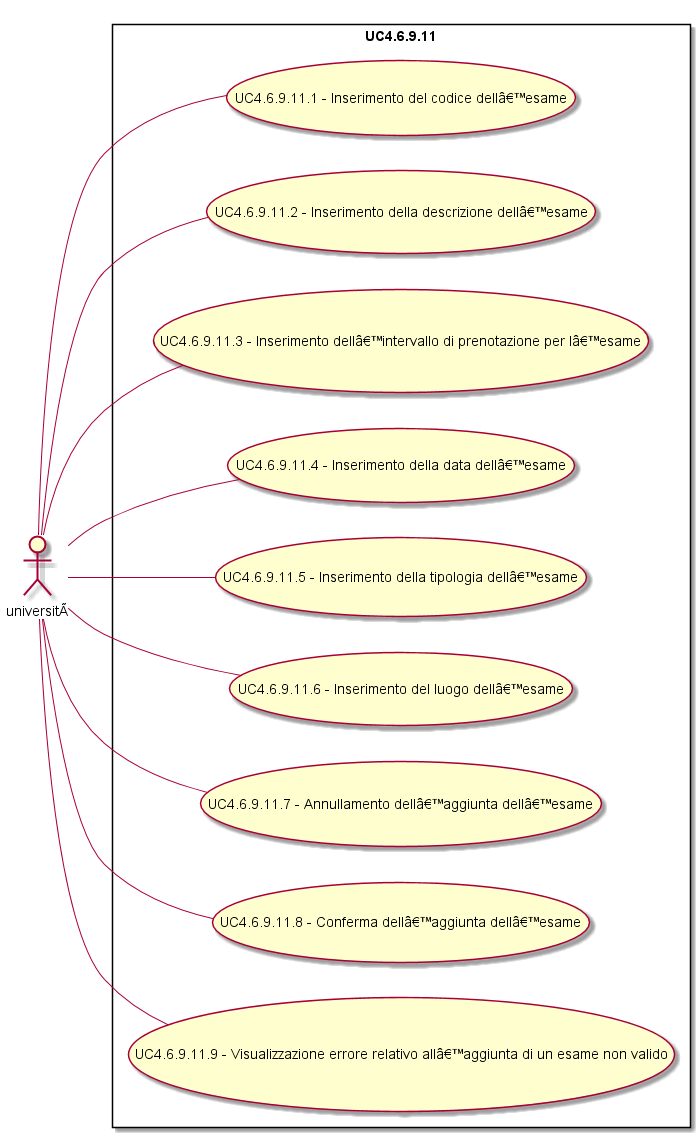 UC4.6.9.11
UC4.6.9.11.1 - Inserimento del codice dellâ€™esame
UC4.6.9.11.2 - Inserimento della descrizione dellâ€™esame
UC4.6.9.11.3 - Inserimento dellâ€™intervallo di prenotazione per lâ€™esame
UC4.6.9.11.4 - Inserimento della data dellâ€™esame
UC4.6.9.11.5 - Inserimento della tipologia dellâ€™esame
universitÃ
UC4.6.9.11.6 - Inserimento del luogo dellâ€™esame
UC4.6.9.11.7 - Annullamento dellâ€™aggiunta dellâ€™esame
UC4.6.9.11.8 - Conferma dellâ€™aggiunta dellâ€™esame
UC4.6.9.11.9 - Visualizzazione errore relativo allâ€™aggiunta di un esame non valido